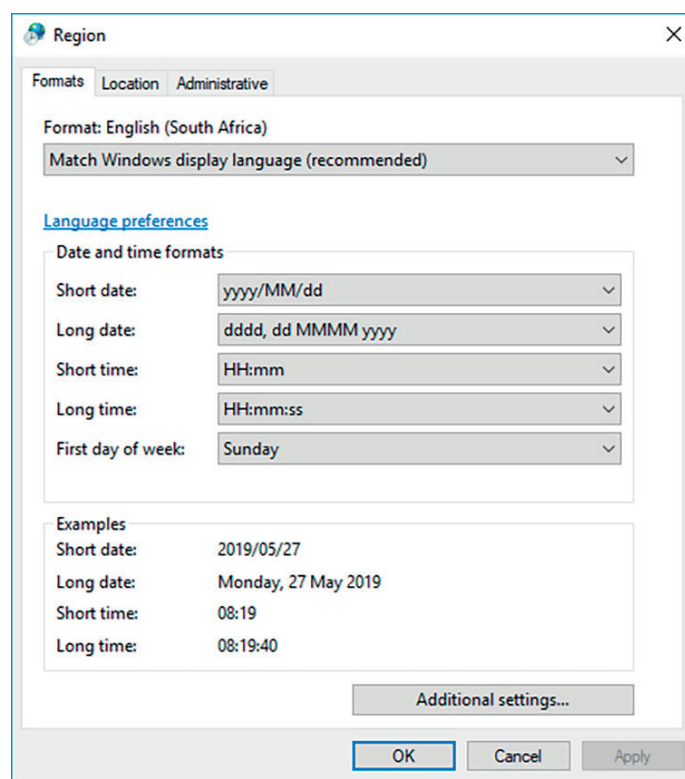 Region
Formats Location Administrative
Format: English (South Africa)
Match Windows display language (recommended)
Language preferences
Date and time formats
Short date: yyyy/MM/dd
Long date: dddd, dd MMMM yyyy
Short time: HH:mm
Long time: HH:mm:ss
First day of week: Sunday
Examples
Short date: 2019/05/27
Long date: Monday, 27 May 2019
Short time: 08:19
Long time: 08:19:40
Additional settings...
OK Cancel Apply